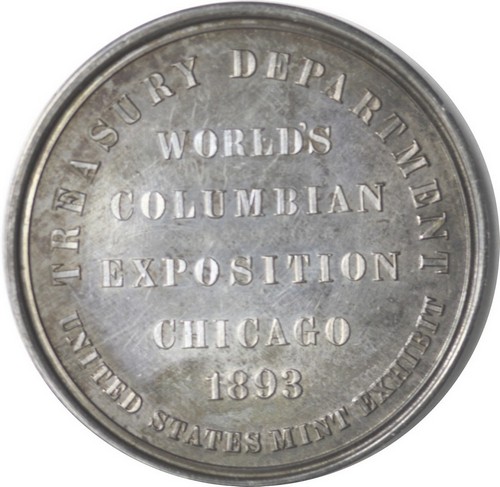 TREASURY DEPARTMENT
WORLD'S
COLUMBIAN
EXPOSITION
CHICAGO
1893
UNITED STATES MINT EXHIBIT